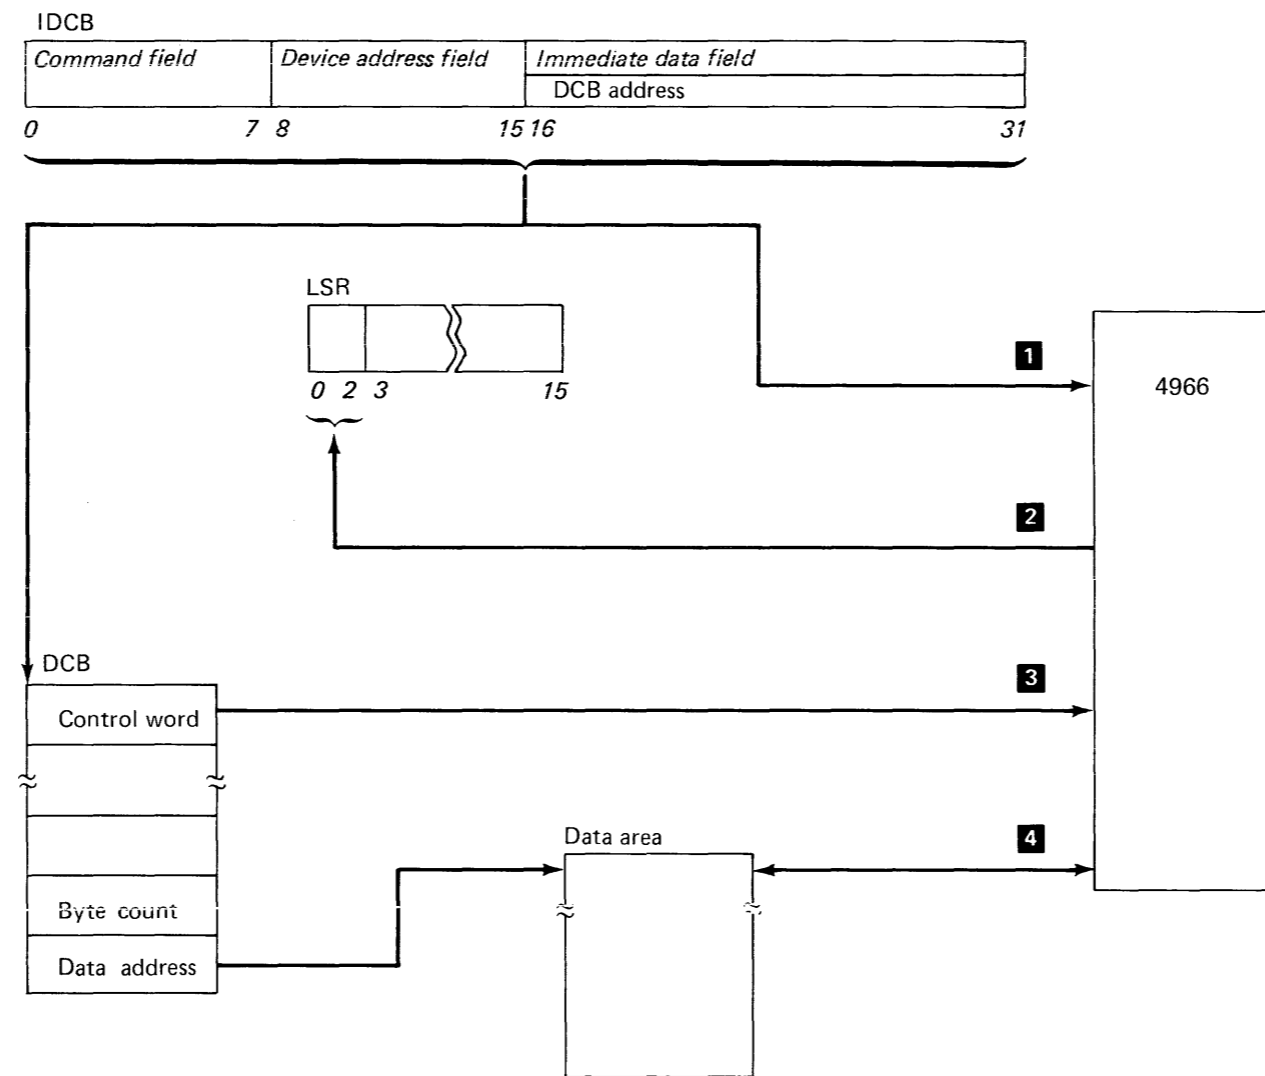 IDCB
Command field Device address field Immediate data field
DCB address
0 7 8 15 16 31
LSR
0 2 3 15
1
4966
2
DCB
3
Control word
4
Data area
Byte count
Data address